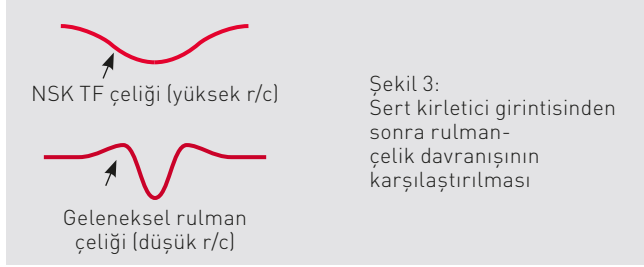 NSK TF çeliği (yüksek r/c)
Geleneksel rulman
çeliği (düşük r/c)
Şekil 3:
Sert kirletici girintisinden
sonra rulman-
çelik davranışının
karşılaştırılması